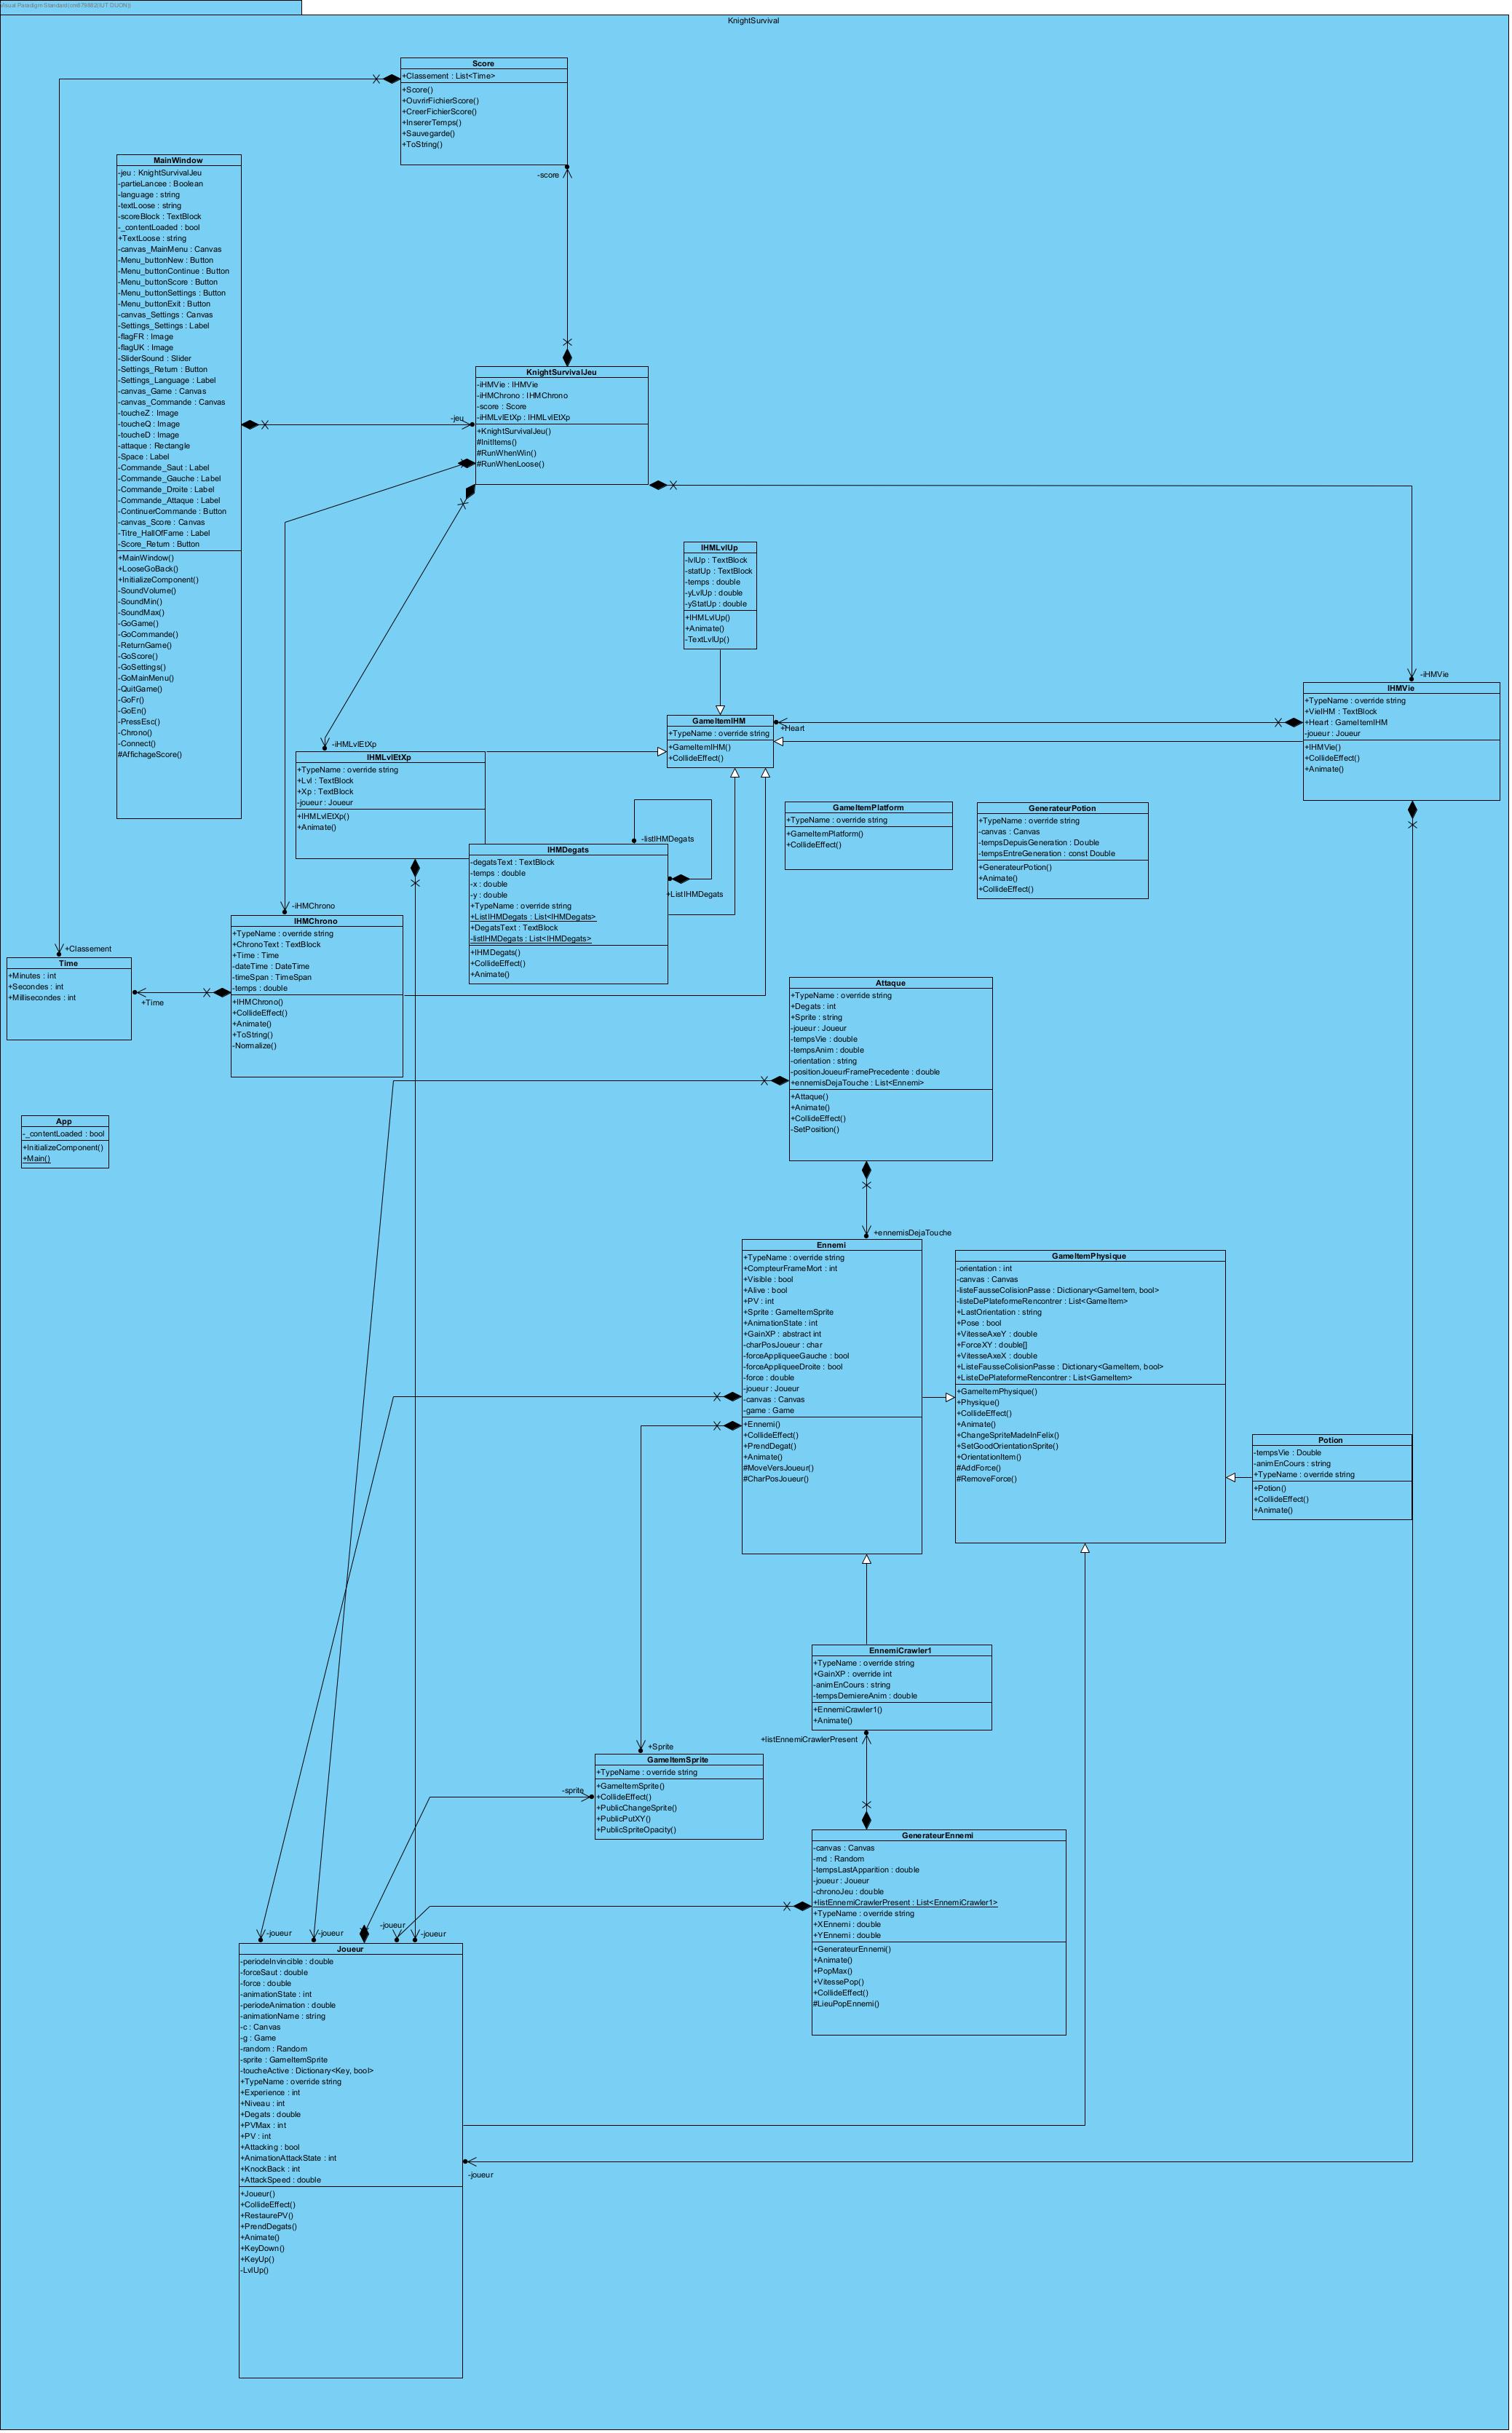 Visual Paradigm Standard
KnightSurvival
Score
+Classement : List<Time>
+Score()
+OuvrirFichierScore()
+CreerFichierScore()
+InsererTemps()
+Sauvegarde()
+ToString()
-score
MainWindow
-jeu : KnightSurvivalJeu
-partieLancee : Boolean
-language : string
-textLoose : string
-scoreBlock : TextBlock
-_contentLoaded : bool
+TextLoose : string
-canvas_MainMenu : Canvas
-Menu_buttonNew : Button
-Menu_buttonContinue : Button
-Menu_buttonScore : Button
-Menu_buttonSettings : Button
-Menu_buttonExit : Button
-canvas_Settings : Canvas
-Settings_Settings : Label
-flagFR : Image
-flagUK : Image
-SliderSound : Slider
-Settings_Return : Button
-Settings_Language : Label
-canvas_Game : Canvas
-canvas_Commande : Canvas
-toucheZ : Image
-toucheQ : Image
-toucheD : Image
-attaque : Rectangle
-Space : Label
-Commande_Saut : Label
-Commande_Gauche : Label
-Commande_Droite : Label
-Commande_Attaque : Label
-ContinuerCommande : Button
-canvas_Score : Canvas
-Titre_HallOfFame : Label
-Score_Return : Button
+MainWindow()
+LooseGoBack()
+InitializeComponent()
-SoundVolume()
-SoundMin()
-SoundMax()
-GoGame()
-GoCommande()
-ReturnGame()
-GoScore()
-GoSettings()
-GoMainMenu()
-QuitGame()
-GoFr()
-GoEn()
-PressEsc()
-Chrono()
-Connect()
#AffichageScore()
-jeu
KnightSurvivalJeu
-iHMVie : IHMVie
-iHMChrono : IHMChrono
-score : Score
-iHMLvlEtXp : IHMLvlEtXp
+KnightSurvivalJeu()
#InitItems()
#RunWhenWin()
#RunWhenLoose()
IHMLvlUp
-lvlUp : TextBlock
-statUp : TextBlock
-temps : double
-yLvlUp : double
-yStatUp : double
+IHMLvlUp()
+Animate()
-TextLvlUp()
-iHMVie
IHMVie
+TypeName : override string
+VieIHM : TextBlock
+Heart : GameItemIHM
-joueur : Joueur
+IHMVie()
+CollideEffect()
+Animate()
GameItemIHM
+TypeName : override string
+GameItemIHM()
+CollideEffect()
+Heart
-iHMLvlEtXp
IHMLvlEtXp
+TypeName : override string
+Lvl : TextBlock
+Xp : TextBlock
-joueur : Joueur
+IHMLvlEtXp()
+Animate()
GameItemPlatform
+TypeName : override string
+GameItemPlatform()
+CollideEffect()
GenerateurPotion
+TypeName : override string
-canvas : Canvas
-tempsDepuisGeneration : Double
-tempsEntreGeneration : const Double
+GenerateurPotion()
+Animate()
+CollideEffect()
-listIHMDegats
IHMDegats
-degatsText : TextBlock
-temps : double
-x : double
-y : double
+TypeName : override string
+ListIHMDegats : List<IHMDegats>
+DegatsText : TextBlock
-listIHMDegats : List<IHMDegats>
+IHMDegats()
+CollideEffect()
+Animate()
+ListIHMDegats
-iHMChrono
IHMChrono
+TypeName : override string
+ChronoText : TextBlock
+Time : Time
-dateTime : DateTime
-timeSpan : TimeSpan
-temps : double
+IHMChrono()
+CollideEffect()
+Animate()
+ToString()
-Normalize()
+Classement
Time
+Minutes : int
+Secondes : int
+Millisecondes : int
+Time
Attaque
+TypeName : override string
+Degats : int
+Sprite : string
-joueur : Joueur
-tempsVie : double
-tempsAnim : double
-orientation : string
-positionJoueurFramePrecedente : double
+ennemisDejaTouche : List<Ennemi>
+Attaque()
+Animate()
+CollideEffect()
-SetPosition()
App
-_contentLoaded : bool
+InitializeComponent()
+Main()
+ennemisDejaTouche
Ennemi
+TypeName : override string
+CompteurFrameMort : int
+Visible : bool
+Alive : bool
+PV : int
+Sprite : GameItemSprite
+AnimationState : int
+GainXP : abstract int
-charPosJoueur : char
-forceAppliqueeGauche : bool
-forceAppliqueeDroite : bool
-force : double
-joueur : Joueur
-canvas : Canvas
-game : Game
+Ennemi()
+CollideEffect()
+PrendDegat()
+Animate()
#MoveVersJoueur()
#CharPosJoueur()
GameItemPhysique
-orientation : int
-canvas : Canvas
-listeFausseColisionPasse : Dictionary<GameItem, bool>
-listeDePlateformeRencontrer : List<GameItem>
+LastOrientation : string
+Pose : bool
+VitesseAxeY : double
+ForceXY : double[]
+VitesseAxeX : double
+ListeFausseColisionPasse : Dictionary<GameItem, bool>
+ListeDePlateformeRencontrer : List<GameItem>
+GameItemPhysique()
+Physique()
+CollideEffect()
+Animate()
+ChangeSpriteMadeInFelix()
+SetGoodOrientationSprite()
+OrientationItem()
#AddForce()
#RemoveForce()
Potion
-tempsVie : Double
-animEnCours : string
+TypeName : override string
+Potion()
+CollideEffect()
+Animate()
EnnemiCrawler1
+TypeName : override string
+GainXP : override int
-animEnCours : string
-tempsDerniereAnim : double
+EnnemiCrawler1()
+Animate()
+listEnnemiCrawlerPresent
+Sprite
GameItemSprite
+TypeName : override string
+GameItemSprite()
+CollideEffect()
+PublicChangeSprite()
+PublicPutXY()
+PublicSpriteOpacity()
-sprite
GenerateurEnnemi
-canvas : Canvas
-rnd : Random
-tempsLastApparition : double
-joueur : Joueur
-chronoJeu : double
+listEnnemiCrawlerPresent : List<EnnemiCrawler1>
+TypeName : override string
+XEnnemi : double
+YEnnemi : double
+GenerateurEnnemi()
+Animate()
+PopMax()
+VitessePop()
+CollideEffect()
#LieuPopEnnemi()
-joueur
-joueur
-joueur
-joueur
Joueur
-periodeInvincible : double
-forceSaut : double
-force : double
-animationState : int
-periodeAnimation : double
-animationName : string
-c : Canvas
-g : Game
-random : Random
-sprite : GameItemSprite
-toucheActive : Dictionary<Key, bool>
+TypeName : override string
+Experience : int
+Niveau : int
+Degats : double
+PVMax : int
+PV : int
+Attacking : bool
+AnimationAttackState : int
+KnockBack : int
+AttackSpeed : double
+Joueur()
+CollideEffect()
+RestaurePV()
+PrendDegats()
+Animate()
+KeyDown()
+KeyUp()
-LvlUp()
-joueur